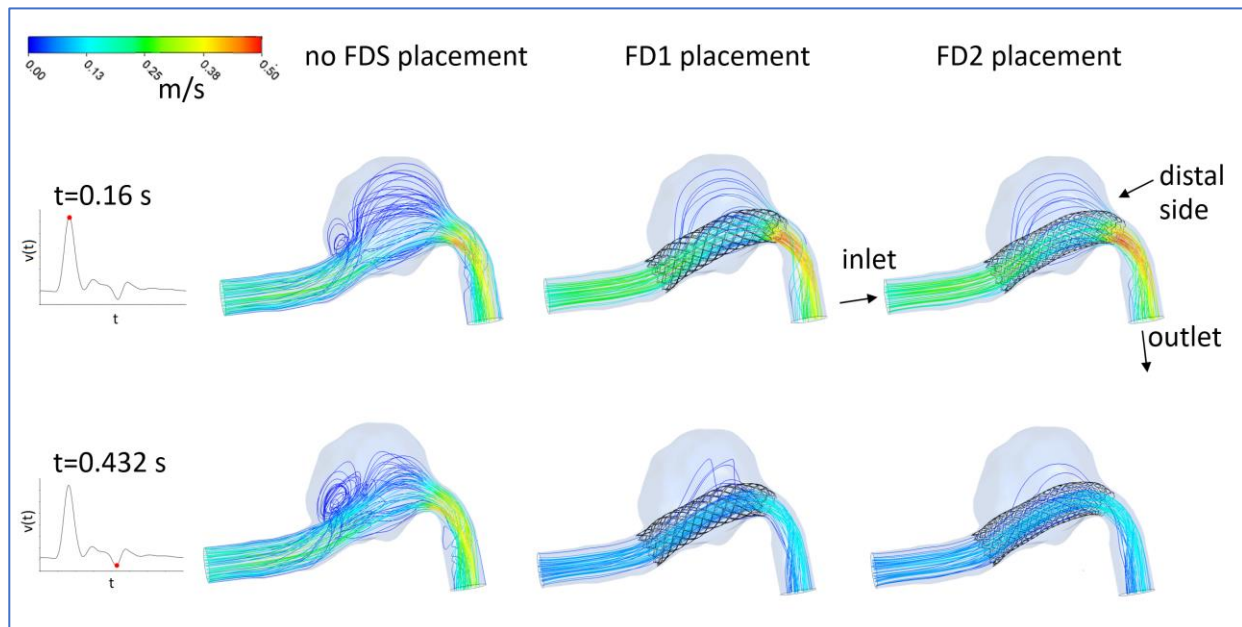 0.00
0.13
0.25
0.38
0.50
m/s
no FDS placement
FD1 placement
FD2 placement
t=0.16 s
v(t)
t
distal
side
inlet
outlet
t=0.432 s
v(t)
t